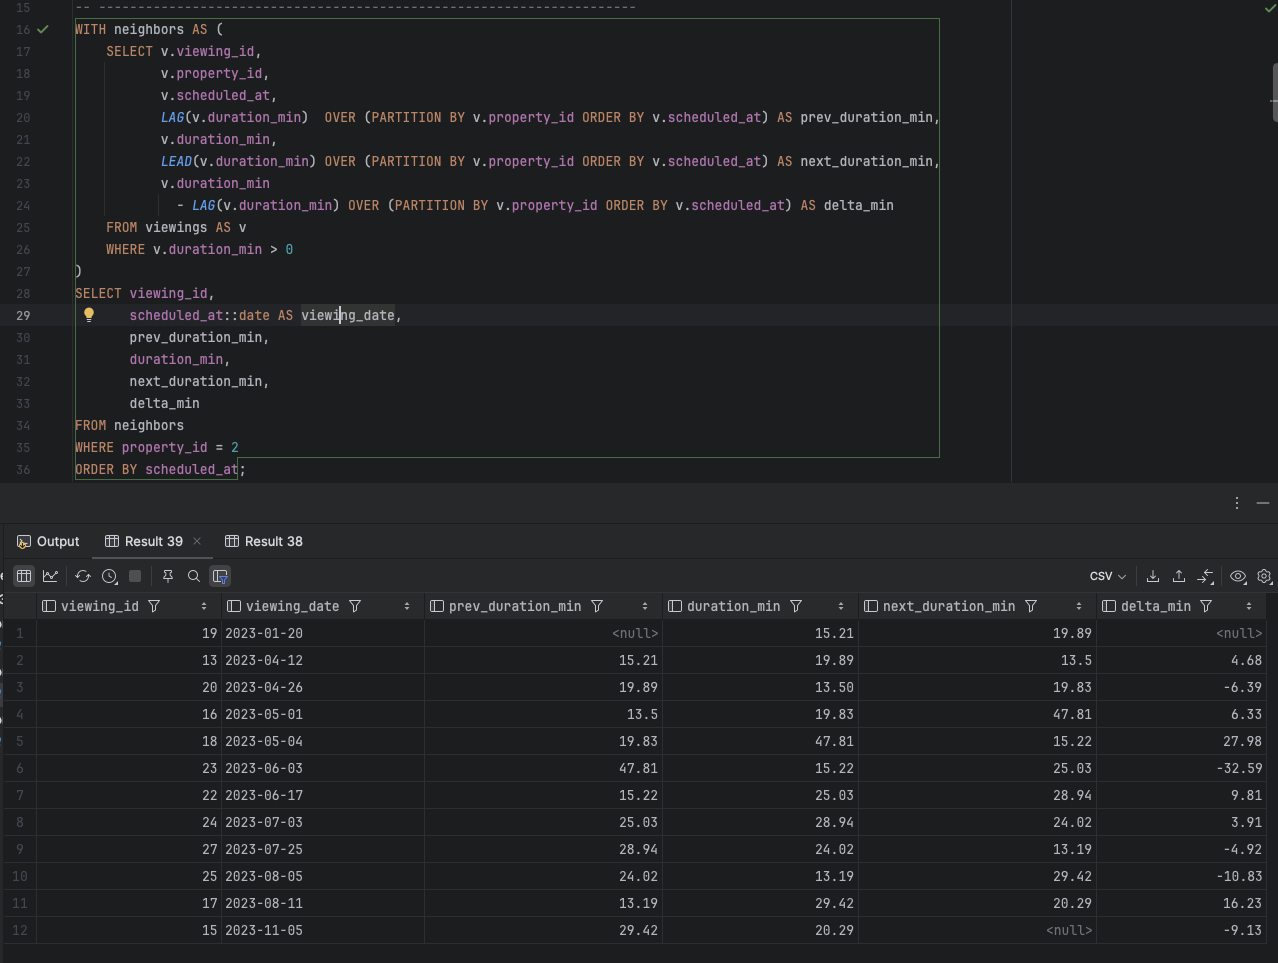 15 -- ---------------------------------------------------------------------
16 WITH neighbors AS (
17     SELECT v.viewing_id,
18            v.property_id,
19            v.scheduled_at,
20            LAG(v.duration_min)  OVER (PARTITION BY v.property_id ORDER BY v.scheduled_at) AS prev_duration_min,
21            v.duration_min,
22            LEAD(v.duration_min) OVER (PARTITION BY v.property_id ORDER BY v.scheduled_at) AS next_duration_min,
23            v.duration_min
24              - LAG(v.duration_min) OVER (PARTITION BY v.property_id ORDER BY v.scheduled_at) AS delta_min
25     FROM viewings AS v
26     WHERE v.duration_min > 0
27 )
28 SELECT viewing_id,
29        scheduled_at::date AS viewing_date,
30        prev_duration_min,
31        duration_min,
32        next_duration_min,
33        delta_min
34 FROM neighbors
35 WHERE property_id = 2
36 ORDER BY scheduled_at;
Output Result 39 × Result 38
CSV
viewing_id viewing_date prev_duration_min duration_min next_duration_min delta_min
1 19 2023-01-20 <null> 15.21 19.89 <null>
2 13 2023-04-12 15.21 19.89 13.5 4.68
3 20 2023-04-26 19.89 13.50 19.83 -6.39
4 16 2023-05-01 13.5 19.83 47.81 6.33
5 18 2023-05-04 19.83 47.81 15.22 27.98
6 23 2023-06-03 47.81 15.22 25.03 -32.59
7 22 2023-06-17 15.22 25.03 28.94 9.81
8 24 2023-07-03 25.03 28.94 24.02 3.91
9 27 2023-07-25 28.94 24.02 13.19 -4.92
10 25 2023-08-05 24.02 13.19 29.42 -10.83
11 17 2023-08-11 13.19 29.42 20.29 16.23
12 15 2023-11-05 29.42 20.29 <null> -9.13